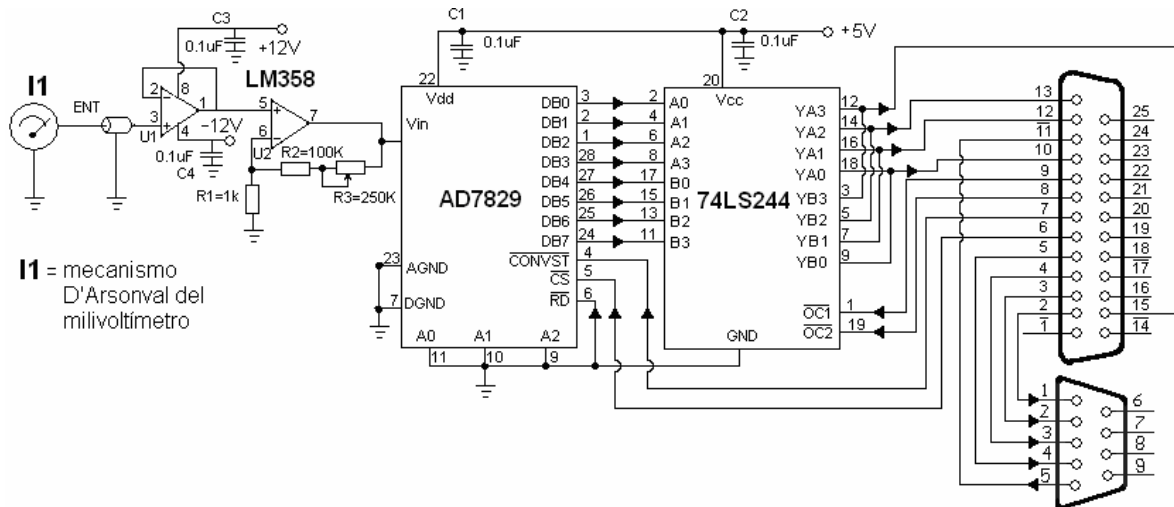 C3
0.1uF
+12V
I1
ENT
2
8
1
3
4
U1
−12V
0.1uF
C4
LM358
5
7
6
U2
R2=100K
R1=1k
R3=250K
I1 = mecanismo
D'Arsonval del
milivoltímetro
C1
0.1uF
C2
0.1uF
+5V
22
Vdd
Vin
AD7829
DB0 3
DB1 2
DB2 1
DB3 28
DB4 27
DB5 26
DB6 25
DB7 24
CONVST 4
CS 5
RD 6
23 AGND
7 DGND
A0 A1 A2
11 10 9
20
Vcc
74LS244
2 A0
4 A1
6 A2
8 A3
17 B0
15 B1
13 B2
11 B3
YA3 12
YA2 14
YA1 16
YA0 18
YB3 3
YB2 5
YB1 7
YB0 9
OC1 1
OC2 19
GND
13
12
11
10
9
8
7
6
5
4
3
2
1
25
24
23
22
21
20
19
18
17
16
15
14
1
2
3
4
5
6
7
8
9